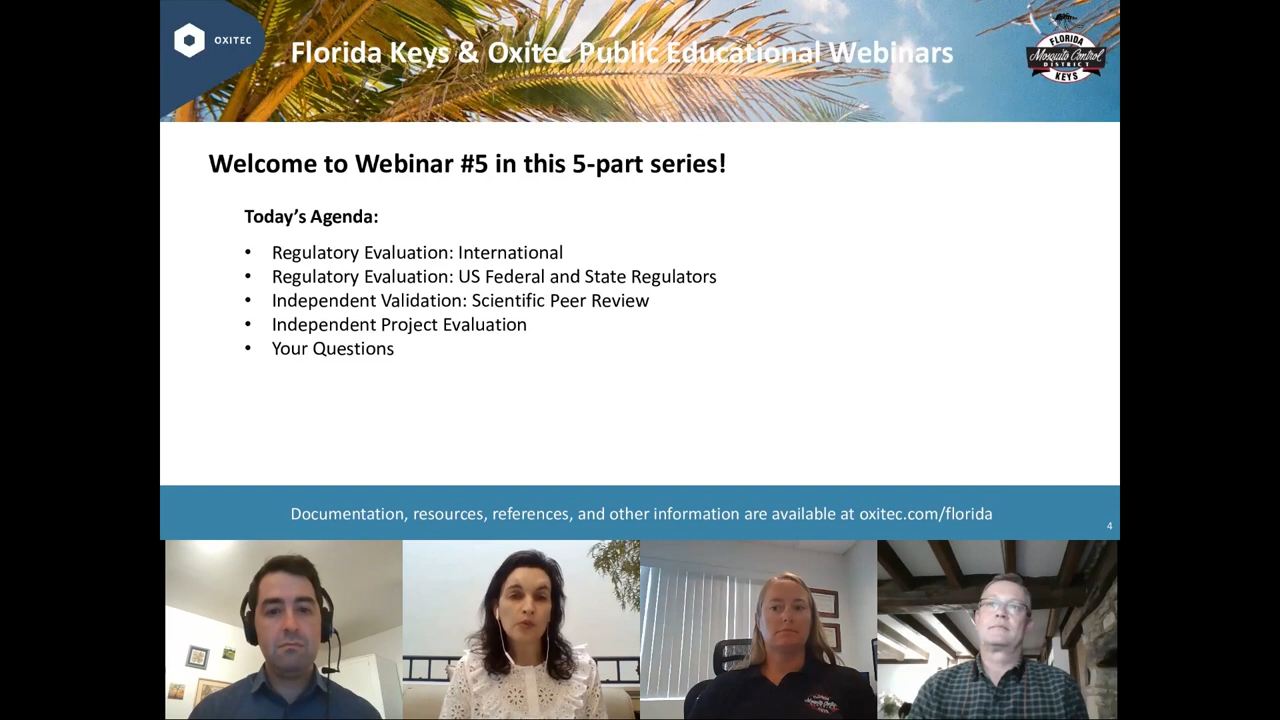 OXITEC
Florida Keys & Oxitec Public Educational Webinars
FLORIDA
Mosquito Control
DISTRICT
KEYS
Welcome to Webinar #5 in this 5-part series!
Today's Agenda:
• Regulatory Evaluation: International
• Regulatory Evaluation: US Federal and State Regulators
• Independent Validation: Scientific Peer Review
• Independent Project Evaluation
• Your Questions
Documentation, resources, references, and other information are available at oxitec.com/florida
4